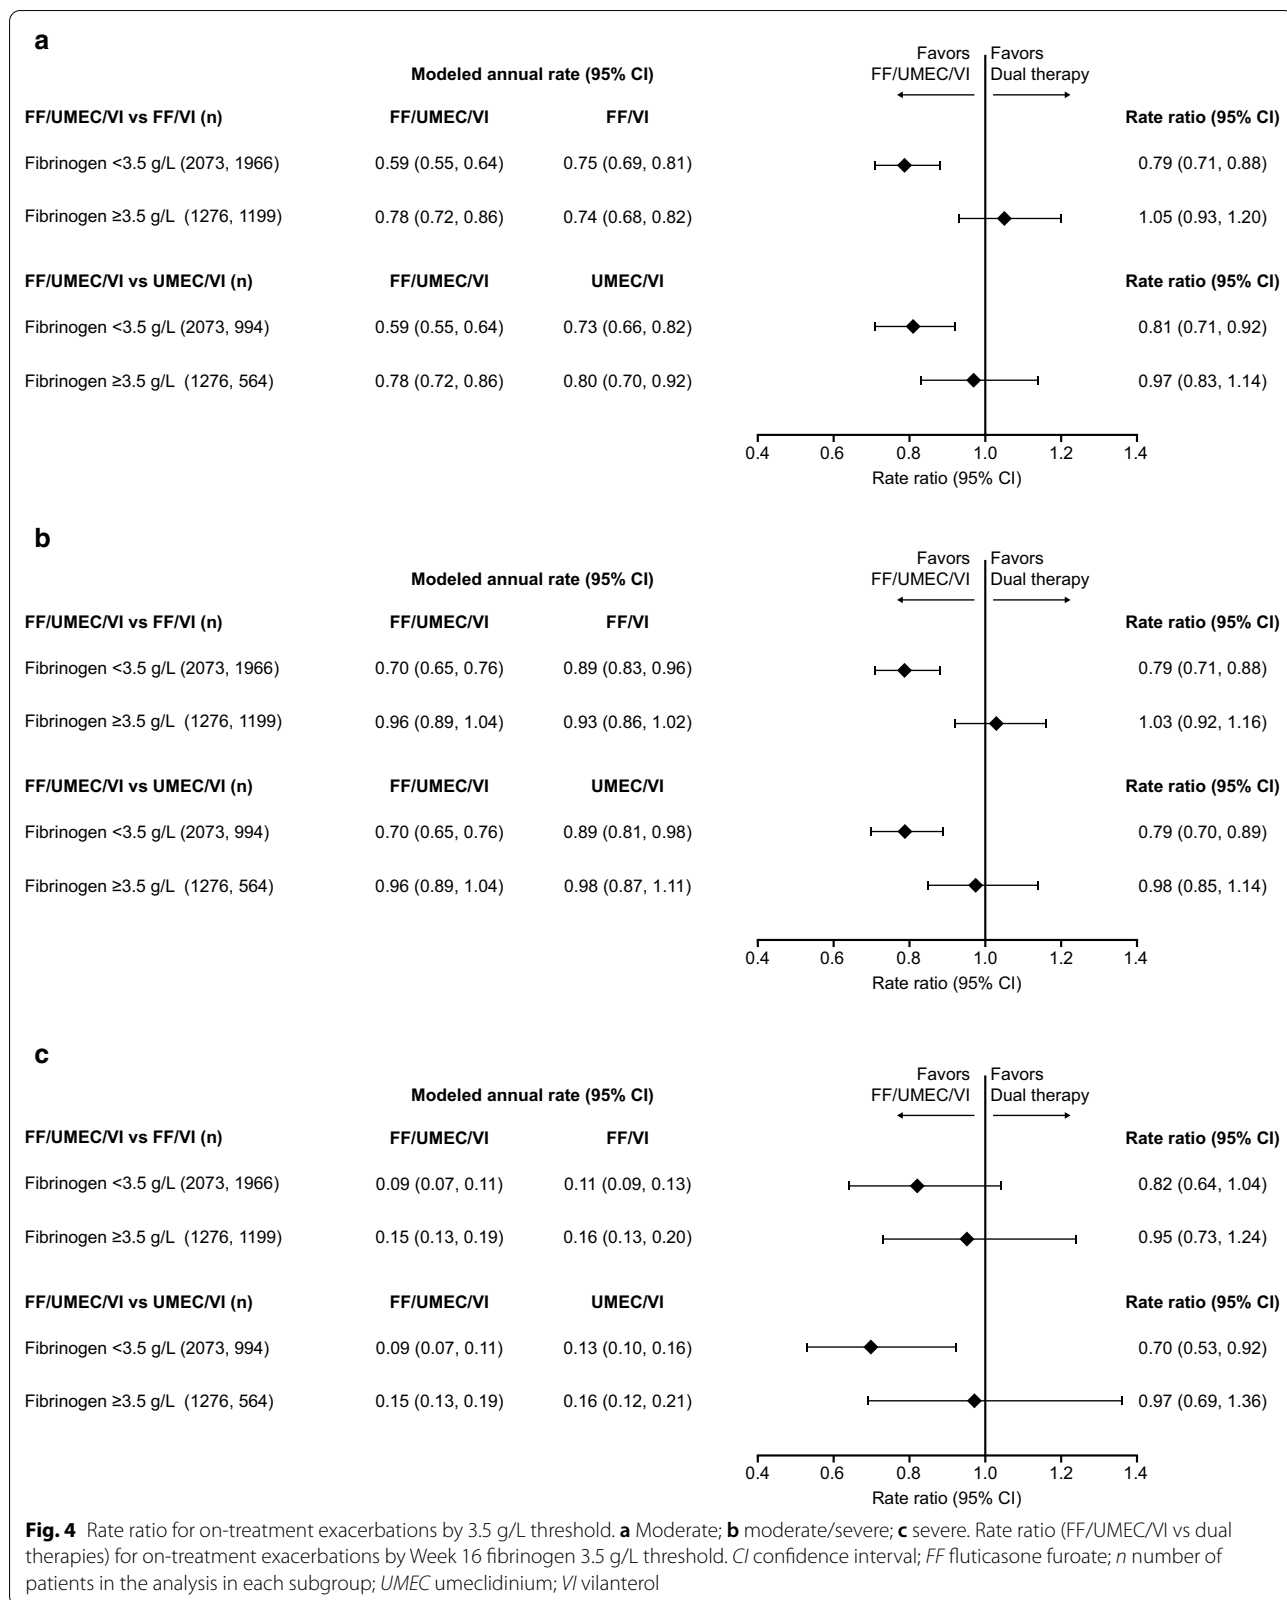 a
Favors Favors
Modeled annual rate (95% CI) FF/UMEC/VI Dual therapy
FF/UMEC/VI vs FF/VI (n) FF/UMEC/VI FF/VI Rate ratio (95% CI)
Fibrinogen <3.5 g/L (2073, 1966) 0.59 (0.55, 0.64) 0.75 (0.69, 0.81) 0.79 (0.71, 0.88)
Fibrinogen ≥3.5 g/L (1276, 1199) 0.78 (0.72, 0.86) 0.74 (0.68, 0.82) 1.05 (0.93, 1.20)
FF/UMEC/VI vs UMEC/VI (n) FF/UMEC/VI UMEC/VI Rate ratio (95% CI)
Fibrinogen <3.5 g/L (2073, 994) 0.59 (0.55, 0.64) 0.73 (0.66, 0.82) 0.81 (0.71, 0.92)
Fibrinogen ≥3.5 g/L (1276, 564) 0.78 (0.72, 0.86) 0.80 (0.70, 0.92) 0.97 (0.83, 1.14)
0.4 0.6 0.8 1.0 1.2 1.4
Rate ratio (95% CI)
b
Favors Favors
Modeled annual rate (95% CI) FF/UMEC/VI Dual therapy
FF/UMEC/VI vs FF/VI (n) FF/UMEC/VI FF/VI Rate ratio (95% CI)
Fibrinogen <3.5 g/L (2073, 1966) 0.70 (0.65, 0.76) 0.89 (0.83, 0.96) 0.79 (0.71, 0.88)
Fibrinogen ≥3.5 g/L (1276, 1199) 0.96 (0.89, 1.04) 0.93 (0.86, 1.02) 1.03 (0.92, 1.16)
FF/UMEC/VI vs UMEC/VI (n) FF/UMEC/VI UMEC/VI Rate ratio (95% CI)
Fibrinogen <3.5 g/L (2073, 994) 0.70 (0.65, 0.76) 0.89 (0.81, 0.98) 0.79 (0.70, 0.89)
Fibrinogen ≥3.5 g/L (1276, 564) 0.96 (0.89, 1.04) 0.98 (0.87, 1.11) 0.98 (0.85, 1.14)
0.4 0.6 0.8 1.0 1.2 1.4
Rate ratio (95% CI)
c
Favors Favors
Modeled annual rate (95% CI) FF/UMEC/VI Dual therapy
FF/UMEC/VI vs FF/VI (n) FF/UMEC/VI FF/VI Rate ratio (95% CI)
Fibrinogen <3.5 g/L (2073, 1966) 0.09 (0.07, 0.11) 0.11 (0.09, 0.13) 0.82 (0.64, 1.04)
Fibrinogen ≥3.5 g/L (1276, 1199) 0.15 (0.13, 0.19) 0.16 (0.13, 0.20) 0.95 (0.73, 1.24)
FF/UMEC/VI vs UMEC/VI (n) FF/UMEC/VI UMEC/VI Rate ratio (95% CI)
Fibrinogen <3.5 g/L (2073, 994) 0.09 (0.07, 0.11) 0.13 (0.10, 0.16) 0.70 (0.53, 0.92)
Fibrinogen ≥3.5 g/L (1276, 564) 0.15 (0.13, 0.19) 0.16 (0.12, 0.21) 0.97 (0.69, 1.36)
0.4 0.6 0.8 1.0 1.2 1.4
Rate ratio (95% CI)
Fig. 4 Rate ratio for on-treatment exacerbations by 3.5 g/L threshold. a Moderate; b moderate/severe; c severe. Rate ratio (FF/UMEC/VI vs dual
therapies) for on-treatment exacerbations by Week 16 fibrinogen 3.5 g/L threshold. CI confidence interval; FF fluticasone furoate; n number of
patients in the analysis in each subgroup; UMEC umeclidinium; VI vilanterol